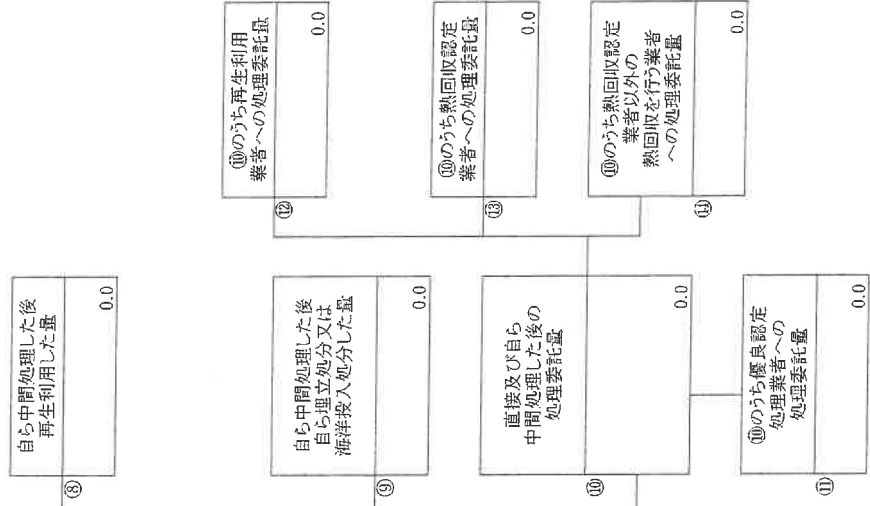 ⑧
自ら中間処理した後
再生利用した量
0.0
⑨
自ら中間処理した後
自ら埋立処分又は
海洋投入処分した量
0.0
⑩
直接及び自ら
中間処理した後の
処理委託量
0.0
⑪
⑩のうち優良認定
処理業者への
処理委託量
0.0
⑫
⑩のうち再生利用
業者への処理委託量
0.0
⑬
⑩のうち熱回収認定
業者への処理委託量
0.0
⑭
⑩のうち熱回収認定
業者以外の
熱回収を行う業者
への処理委託量
0.0